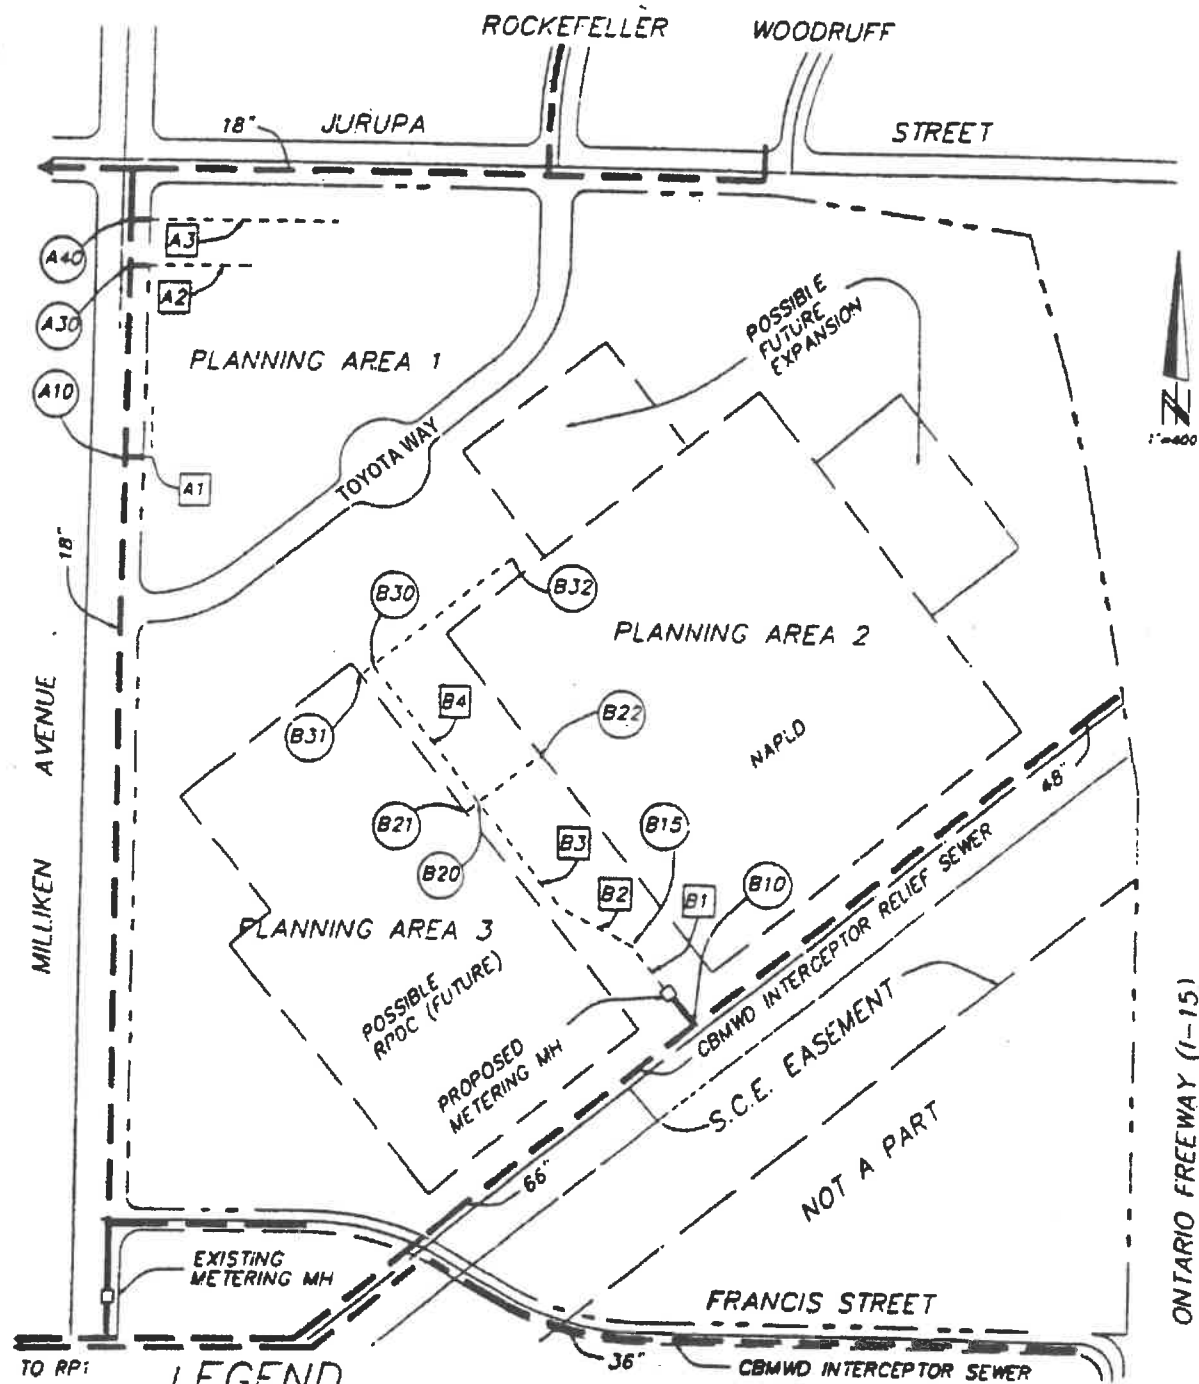 ROCKEFELLER
WOODRUFF
18"
JURUPA
STREET
A3
A40
A2
A30
POSSIBLE
FUTURE
EXPANSION
PLANNING AREA 1
A10
N
1"=400
TOYOTA WAY
A1
18"
B30
B32
PLANNING AREA 2
B4
B22
B31
MILLIKEN AVENUE
NAPLD
48"
B21
B15
B3
B20
B10
B2
B1
PLANNING AREA 3
CBMWD INTERCEPTOR RELIEF SEWER
POSSIBLE
RPDC (FUTURE)
PROPOSED
METERING MH
S.C.E. EASEMENT
NOT A PART
66"
ONTARIO FREEWAY (I-15)
EXISTING
METERING MH
FRANCIS STREET
TO RP1
LEGEND
36"
CBMWD INTERCEPTOR SEWER